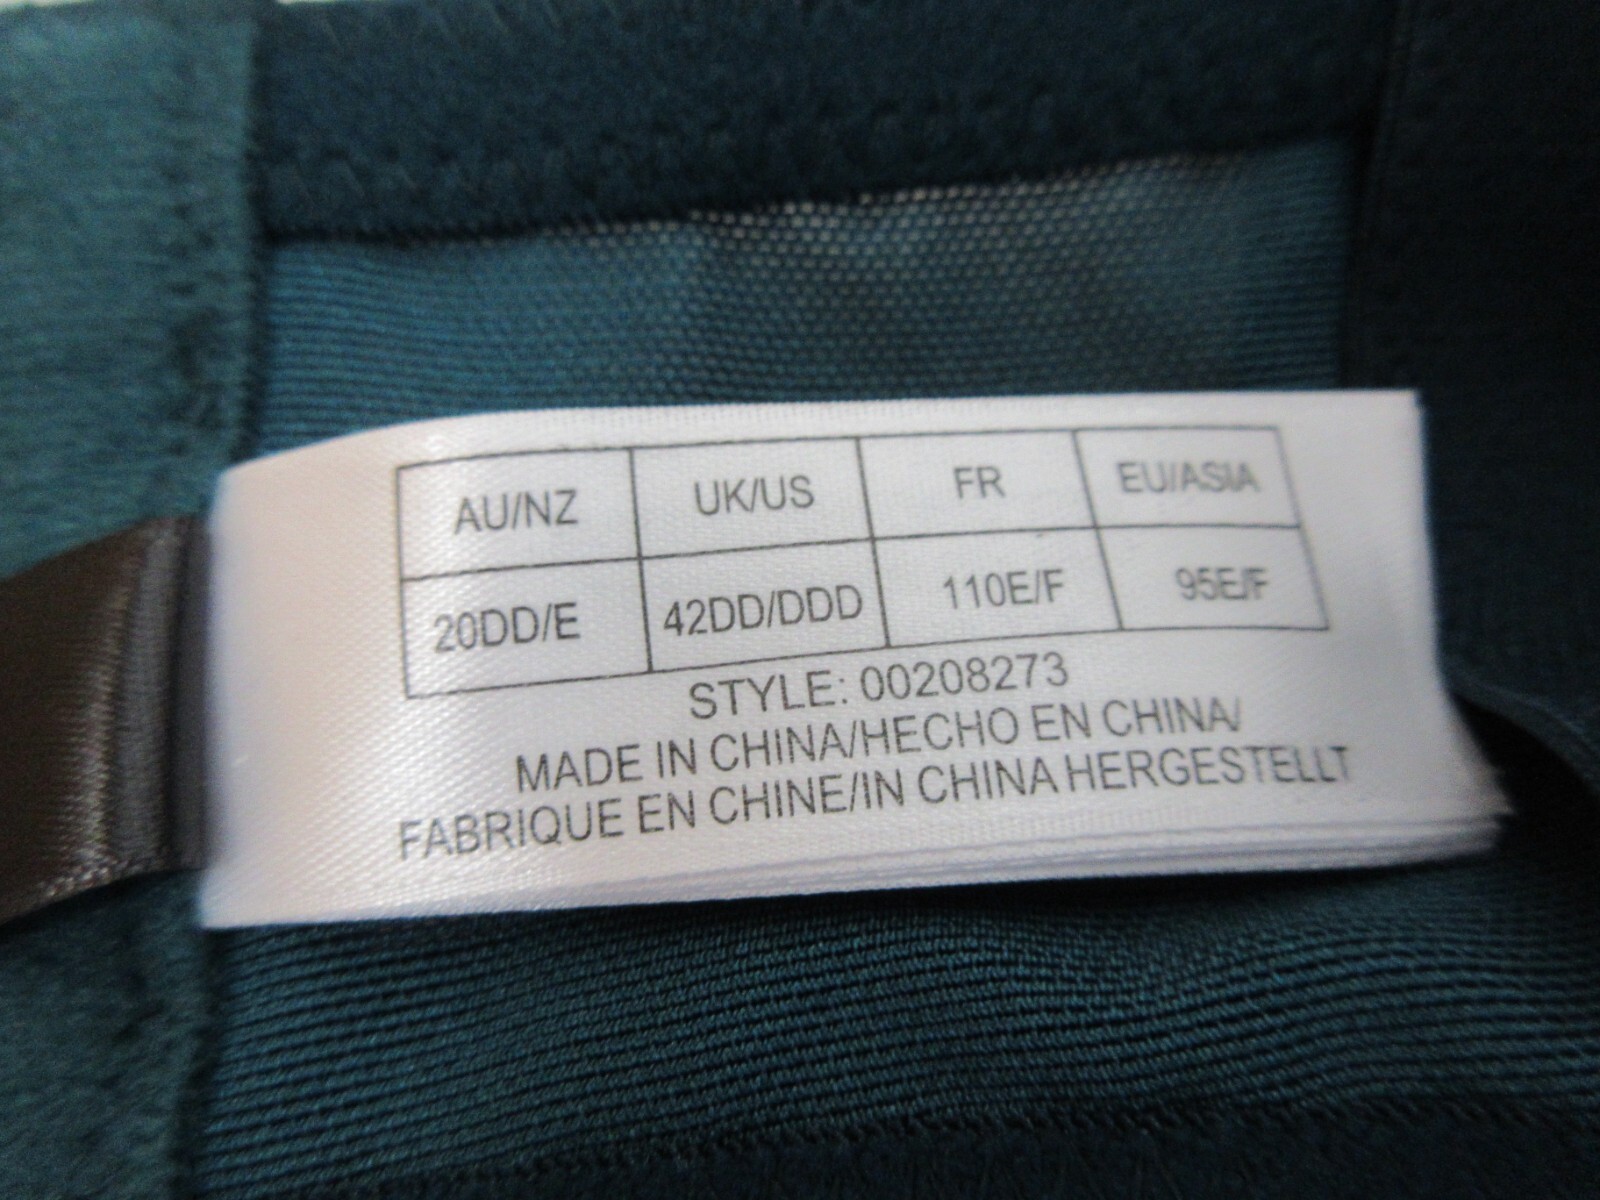 AU/NZ UK/US FR EU/ASIA
20DD/E 42DD/DDD 110E/F 95E/F
STYLE: 00208273
MADE IN CHINA/HECHO EN CHINA/
FABRIQUE EN CHINE/IN CHINA HERGESTELLT